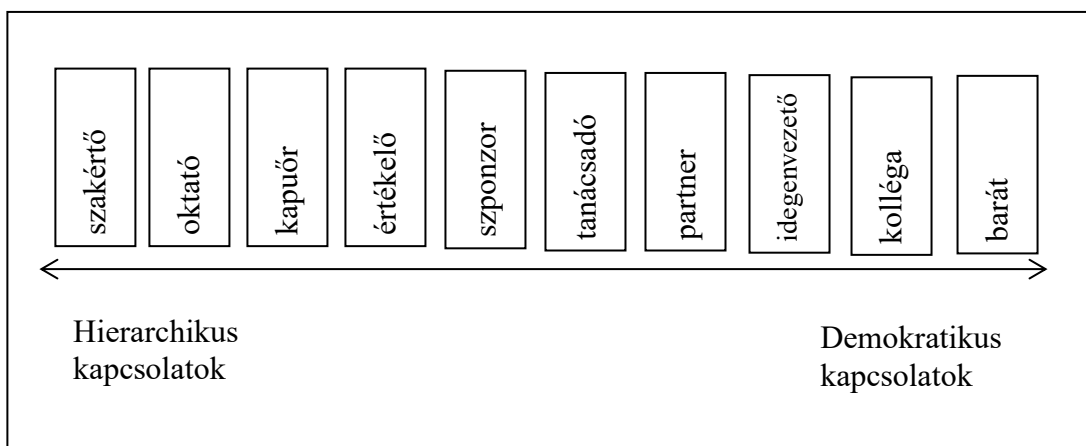 szakértő
oktató
kapuőr
értékelő
szponzor
tanácsadó
partner
idegenvezető
kolléga
barát
Hierarchikus
kapcsolatok
Demokratikus
kapcsolatok